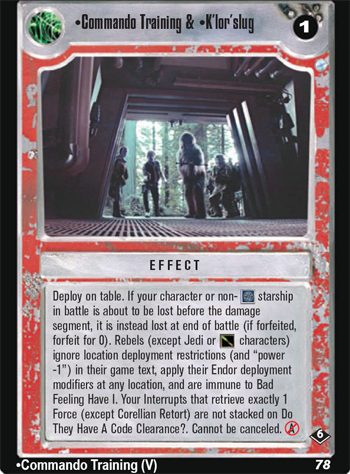 •Commando Training & •K'lor'slug
1
EFFECT
Deploy on table. If your character or non- starship
in battle is about to be lost before the damage
segment, it is instead lost at end of battle (if forfeited,
forfeit for 0). Rebels (except Jedi or characters)
ignore location deployment restrictions (and “power
-1”) in their game text, apply their Endor deployment
modifiers at any location, and are immune to Bad
Feeling Have I. Your Interrupts that retrieve exactly 1
Force (except Corellian Retort) are not stacked on Do
They Have A Code Clearance?. Cannot be canceled. A
6
•Commando Training (V) 78